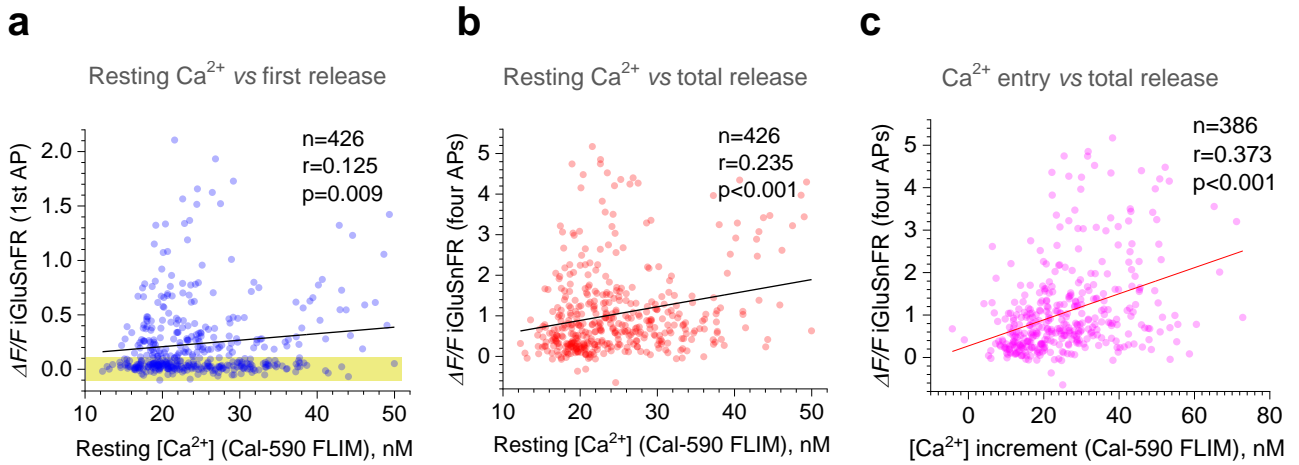 a
Resting Ca²⁺ vs first release
n=426
r=0.125
p=0.009
ΔF/F iGluSnFR (1st AP)
2.0
1.5
1.0
0.5
0.0
10 20 30 40 50
Resting [Ca²⁺] (Cal-590 FLIM), nM
b
Resting Ca²⁺ vs total release
n=426
r=0.235
p<0.001
ΔF/F iGluSnFR (four APs)
5
4
3
2
1
0
10 20 30 40 50
Resting [Ca²⁺] (Cal-590 FLIM), nM
c
Ca²⁺ entry vs total release
n=386
r=0.373
p<0.001
ΔF/F iGluSnFR (four APs)
5
4
3
2
1
0
0 20 40 60 80
[Ca²⁺] increment (Cal-590 FLIM), nM